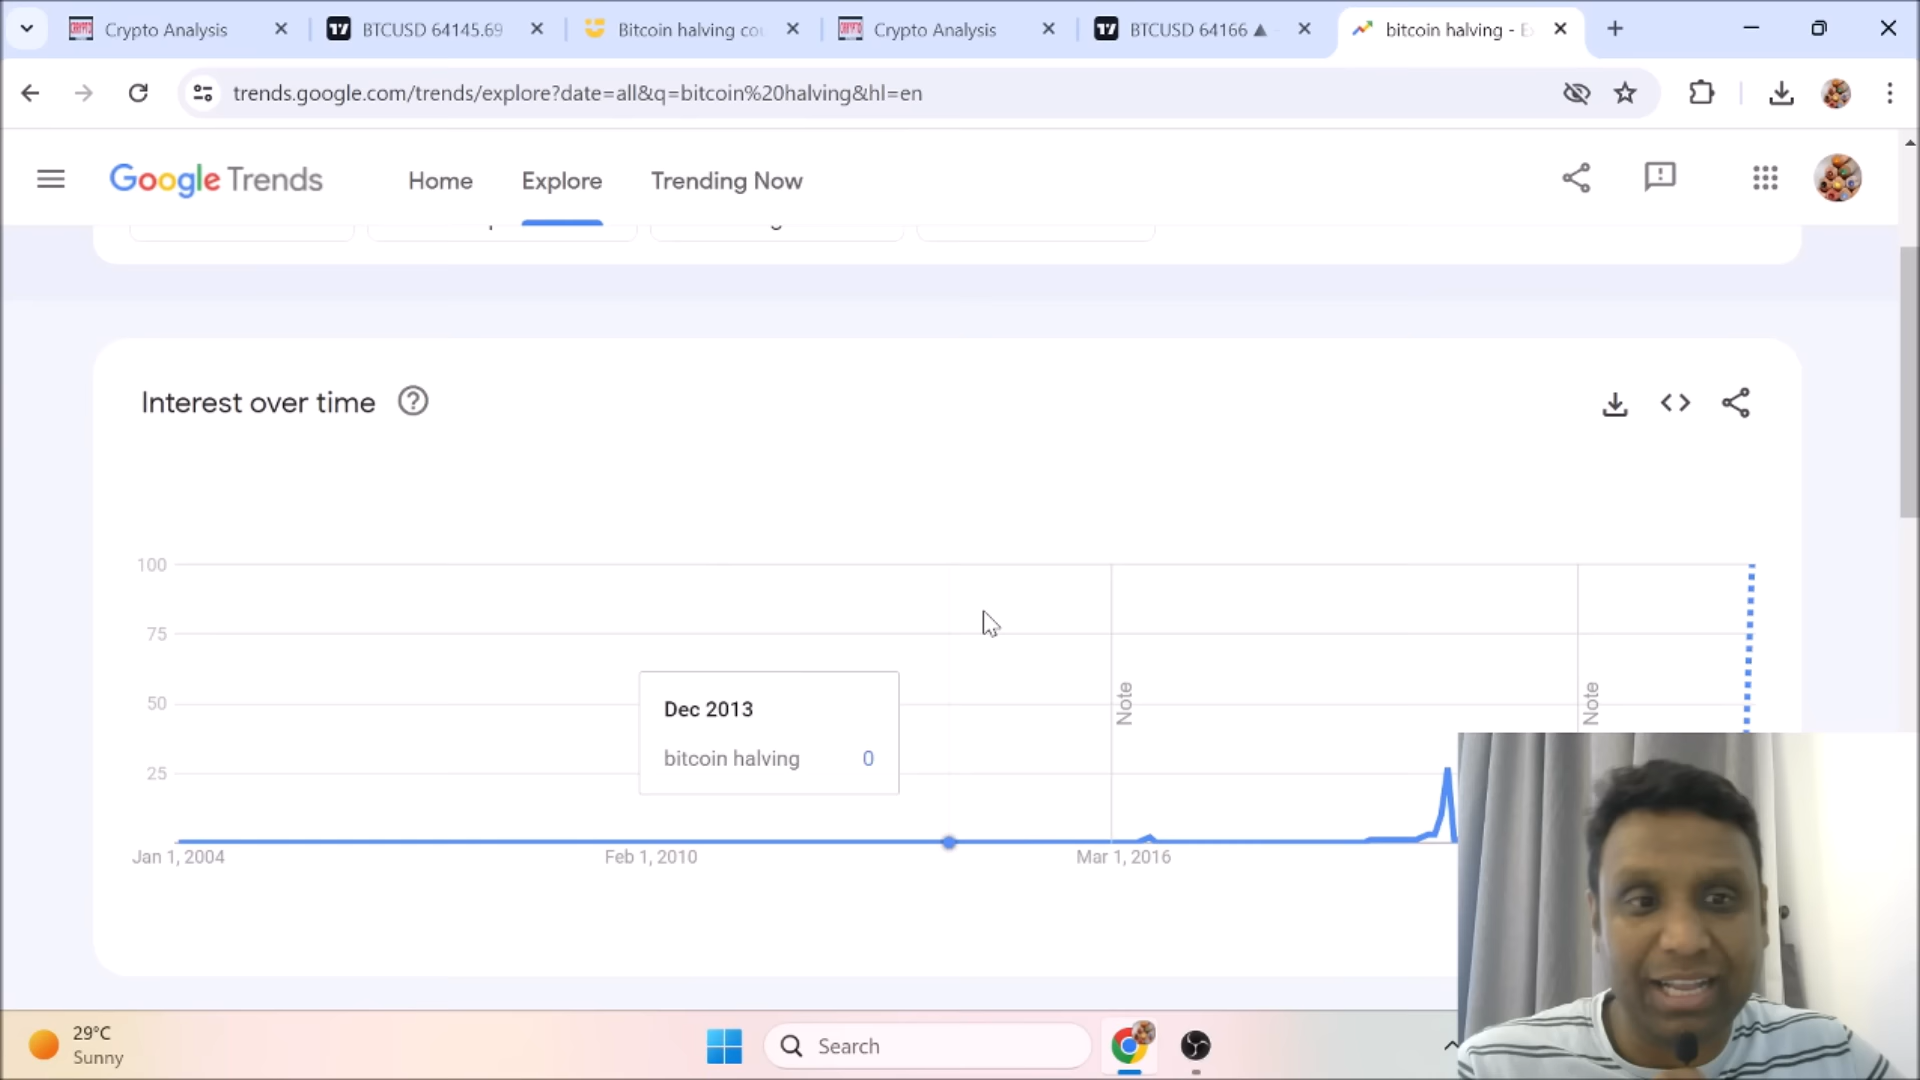 Crypto Analysis
BTCUSD 64145.69
Bitcoin halving cou
Crypto Analysis
BTCUSD 64166 ▲
bitcoin halving - E
trends.google.com/trends/explore?date=all&q=bitcoin%20halving&hl=en
Google Trends
Home
Explore
Trending Now
Interest over time
100
75
50
25
Note
Note
Dec 2013
bitcoin halving 0
Jan 1, 2004
Feb 1, 2010
Mar 1, 2016
29°C
Sunny
Search